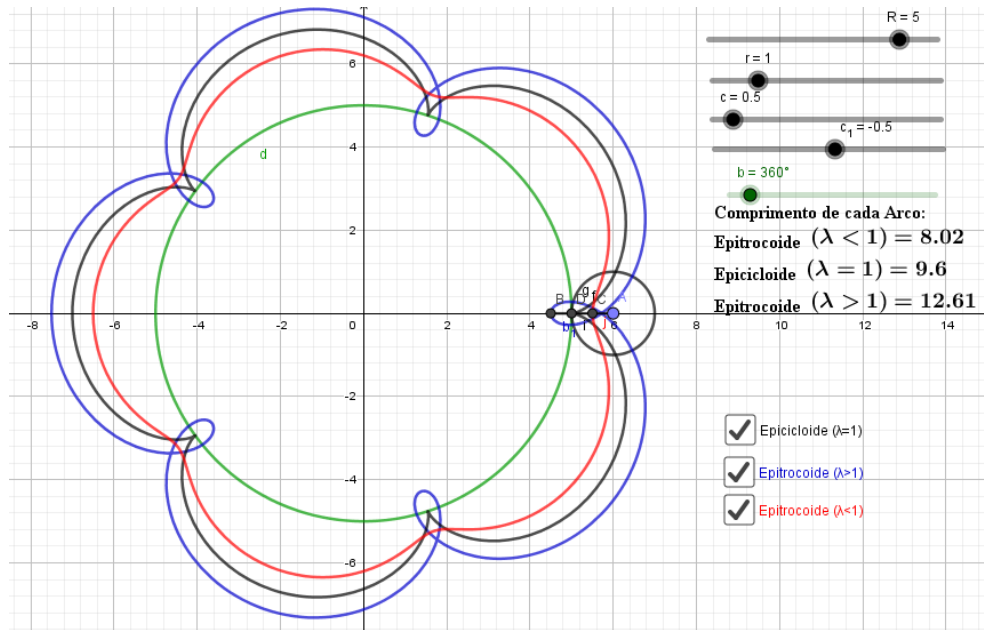 R = 5
r = 1
c = 0.5
c₁ = -0.5
b = 360°
Comprimento de cada Arco:
Epitrocoide (λ < 1) = 8.02
Epicicloide (λ = 1) = 9.6
Epitrocoide (λ > 1) = 12.61
6
4
d
2
B D C A
g f
-8 -6 -4 -2 0 2 4 6 8 10 12 14
-2
-4
-6
Epicicloide (λ=1)
Epitrocoide (λ>1)
Epitrocoide (λ<1)